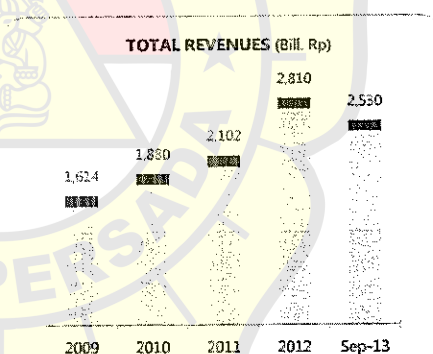 TOTAL REVENUES (Bill. Rp)
2,810
2,530
2,102
1,880
1,624
PERSADA
2009 2010 2011 2012 Sep-13